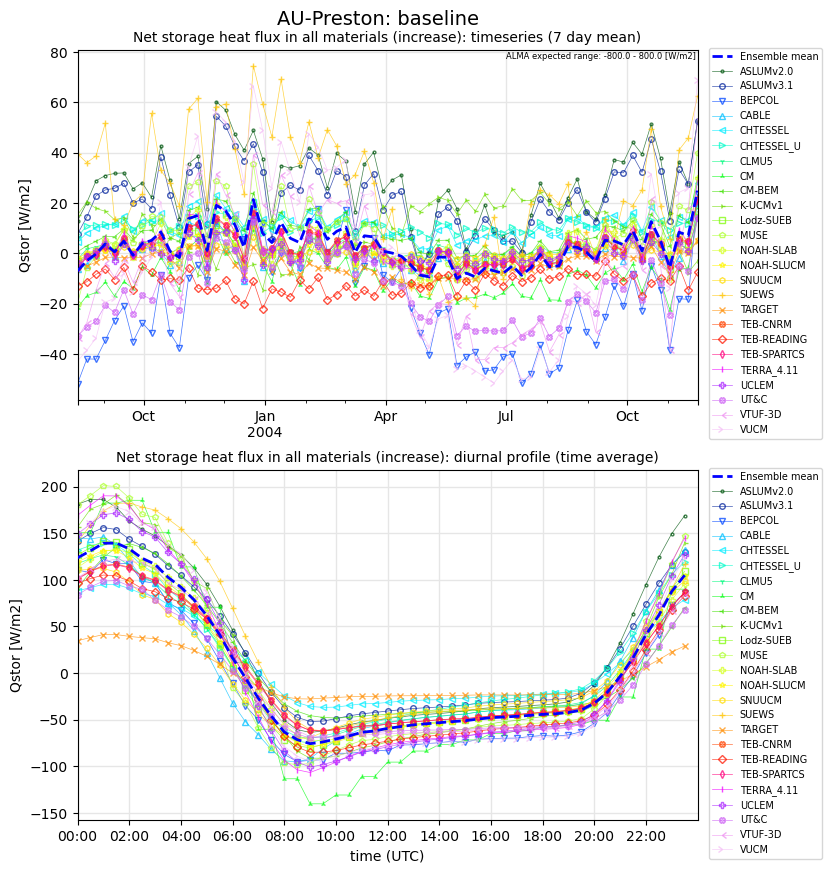 AU-Preston: baseline
Net storage heat flux in all materials (increase): timeseries (7 day mean)
ALMA expected range: -800.0 - 800.0 [W/m2]
Qstor [W/m2]
80
60
40
20
0
−20
−40
Oct
Jan
2004
Apr
Jul
Oct
Ensemble mean
ASLUMv2.0
ASLUMv3.1
BEPCOL
CABLE
CHTESSEL
CHTESSEL_U
CLMU5
CM
CM-BEM
K-UCMv1
Lodz-SUEB
MUSE
NOAH-SLAB
NOAH-SLUCM
SNUUCM
SUEWS
TARGET
TEB-CNRM
TEB-READING
TEB-SPARTCS
TERRA_4.11
UCLEM
UT&C
VTUF-3D
VUCM
Net storage heat flux in all materials (increase): diurnal profile (time average)
Qstor [W/m2]
200
150
100
50
0
−50
−100
−150
00:00
02:00
04:00
06:00
08:00
10:00
12:00
14:00
16:00
18:00
20:00
22:00
time (UTC)
Ensemble mean
ASLUMv2.0
ASLUMv3.1
BEPCOL
CABLE
CHTESSEL
CHTESSEL_U
CLMU5
CM
CM-BEM
K-UCMv1
Lodz-SUEB
MUSE
NOAH-SLAB
NOAH-SLUCM
SNUUCM
SUEWS
TARGET
TEB-CNRM
TEB-READING
TEB-SPARTCS
TERRA_4.11
UCLEM
UT&C
VTUF-3D
VUCM